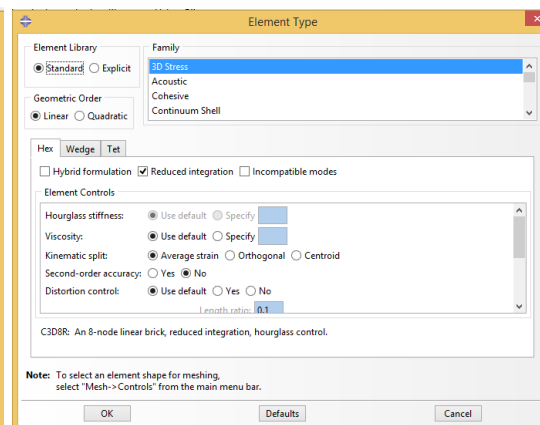 Element Type
Element Library
Standard Explicit
Family
3D Stress
Acoustic
Cohesive
Continuum Shell
Geometric Order
Linear Quadratic
Hex Wedge Tet
Hybrid formulation Reduced integration Incompatible modes
Element Controls
Hourglass stiffness: Use default Specify
Viscosity: Use default Specify
Kinematic split: Average strain Orthogonal Centroid
Second-order accuracy: Yes No
Distortion control: Use default Yes No
Length ratio: 0.1
C3D8R: An 8-node linear brick, reduced integration, hourglass control.
Note: To select an element shape for meshing,
select "Mesh->Controls" from the main menu bar.
OK Defaults Cancel